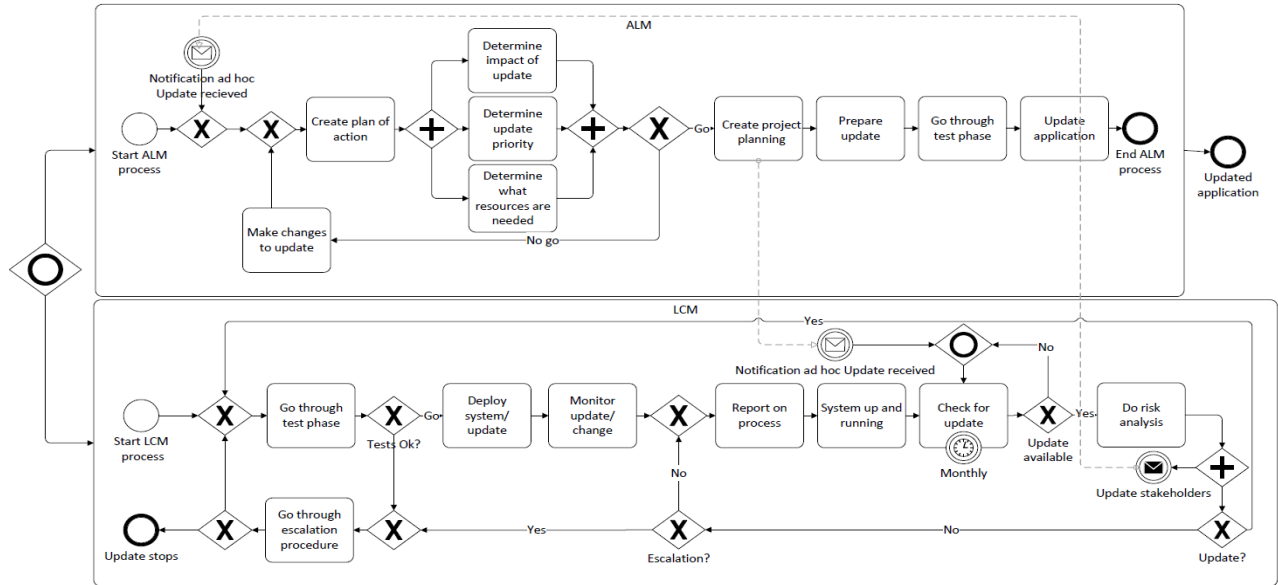 ALM
Notification ad hoc
Update recieved
Start ALM
process
Create plan of
action
Determine
impact of
update
Determine
update
priority
Determine
what
resources are
needed
Make changes
to update
No go
Go
Create project
planning
Prepare
update
Go through
test phase
Update
application
End ALM
process
Updated
application
LCM
Yes
Notification ad hoc Update received
No
Start LCM
process
Go through
test phase
Tests Ok?
Go
Deploy
system/
update
Monitor
update/
change
Report on
process
System up and
running
Check for
update
Monthly
Update
available
Yes
Do risk
analysis
Update stakeholders
No
Update stops
Go through
escalation
procedure
Yes
Escalation?
No
Update?